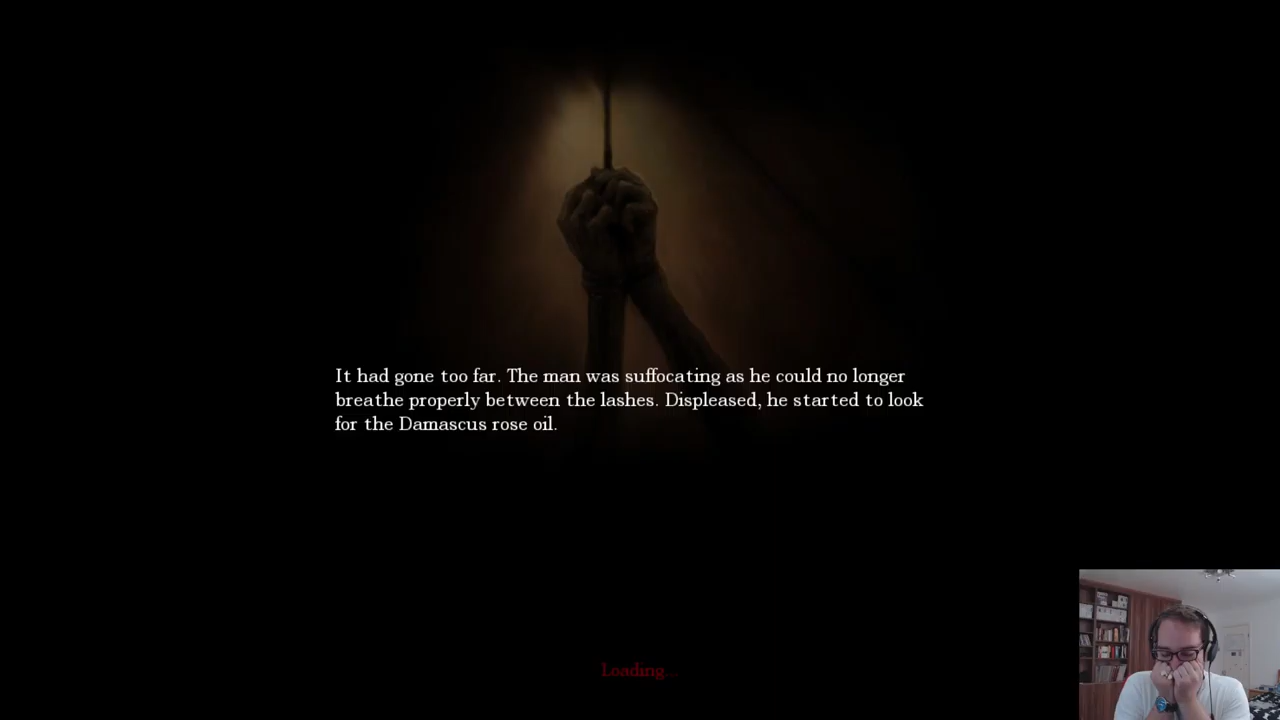 It had gone too far. The man was suffocating as he could no longer
breathe properly between the lashes. Displeased, he started to look
for the Damascus rose oil.
Loading...